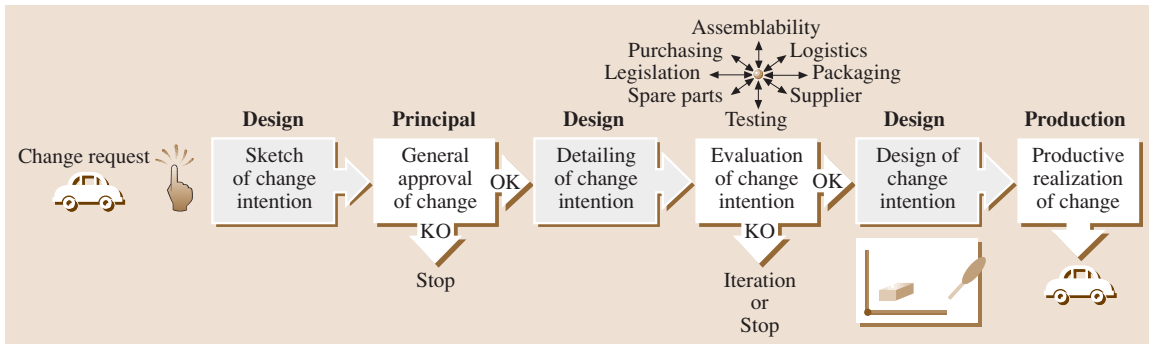 Assemblability
Purchasing
Logistics
Legislation
Packaging
Spare parts
Supplier
Testing
Change request
Design
Sketch
of change
intention
Principal
General
approval
of change
OK
KO
Stop
Design
Detailing
of change
intention
Evaluation
of change
intention
OK
KO
Iteration
or
Stop
Design
Design of
change
intention
Production
Productive
realization
of change